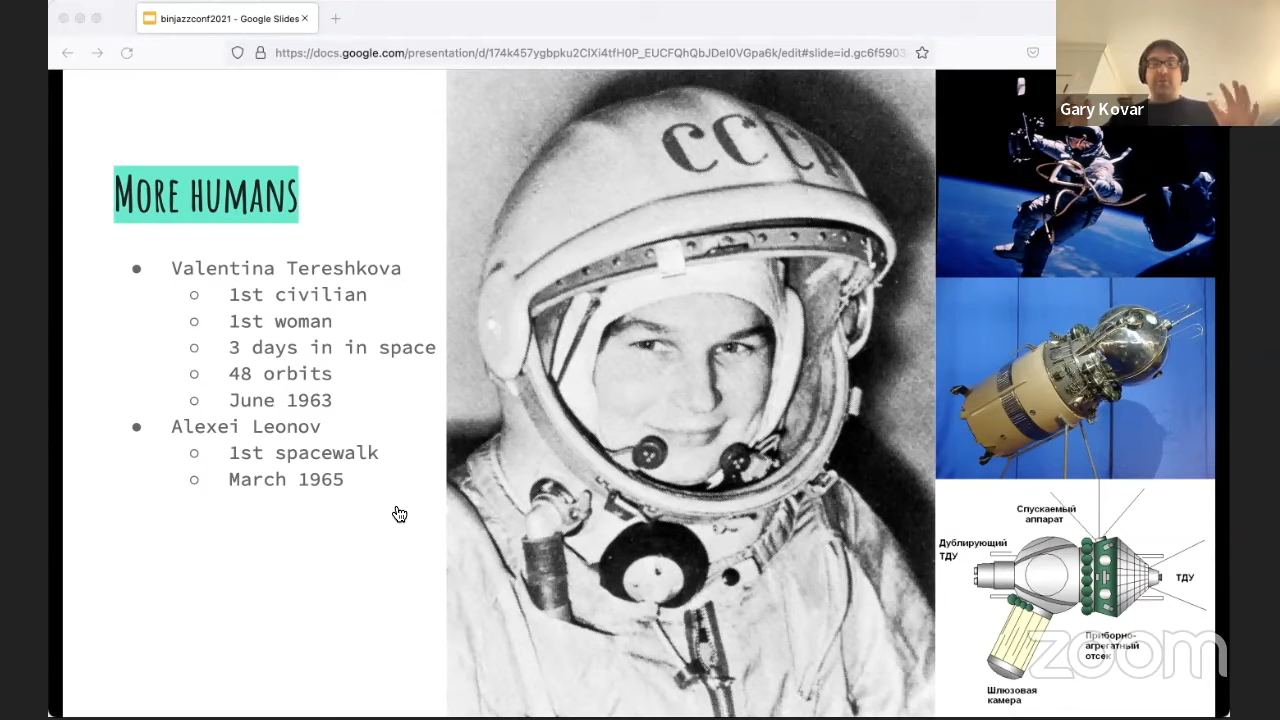 binjazzconf2021 - Google Slides
https://docs.google.com/presentation/d/174k457ygbpku2ClXi4tfH0P_EUCFQhQbJDeI0VGpa6k/edit#slide=id.gc6f5903
Gary Kovar
СССР
More humans
Valentina Tereshkova
1st civilian
1st woman
3 days in in space
48 orbits
June 1963
Alexei Leonov
1st spacewalk
March 1965
Спускаемый
аппарат
Дублирующий
ТДУ
ТДУ
Приборно-
агрегатный
отсек
Шлюзовая
камера
zoom